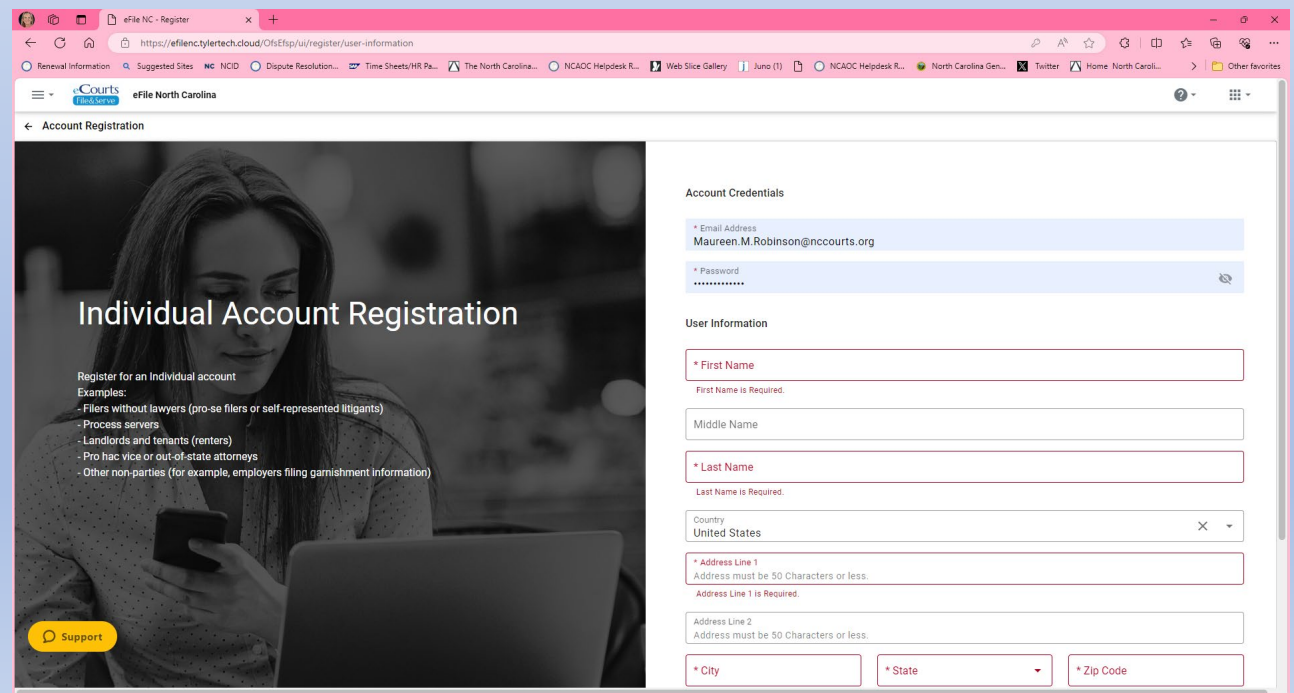 eFile NC - Register
https://efilenc.tylertech.cloud/OfsEfsp/ui/register/user-information
Renewal Information Suggested Sites NC NCID Dispute Resolution... Time Sheets/HR Pa... The North Carolina... NCAOC Helpdesk R... Web Slice Gallery j Juno (1) NCAOC Helpdesk R... North Carolina Gen... X Twitter Home North Caroli... Other favorites
eCourts
File&Serve
eFile North Carolina
Account Registration
Individual Account Registration
Register for an Individual account
Examples:
- Filers without lawyers (pro-se filers or self-represented litigants)
- Process servers
- Landlords and tenants (renters)
- Pro hac vice or out-of-state attorneys
- Other non-parties (for example, employers filing garnishment information)
Support
Account Credentials
* Email Address
Maureen.M.Robinson@nccourts.org
* Password
•••••••••••••
User Information
* First Name
First Name is Required.
Middle Name
* Last Name
Last Name is Required.
Country
United States
* Address Line 1
Address must be 50 Characters or less.
Address Line 1 is Required.
Address Line 2
Address must be 50 Characters or less.
* City * State * Zip Code